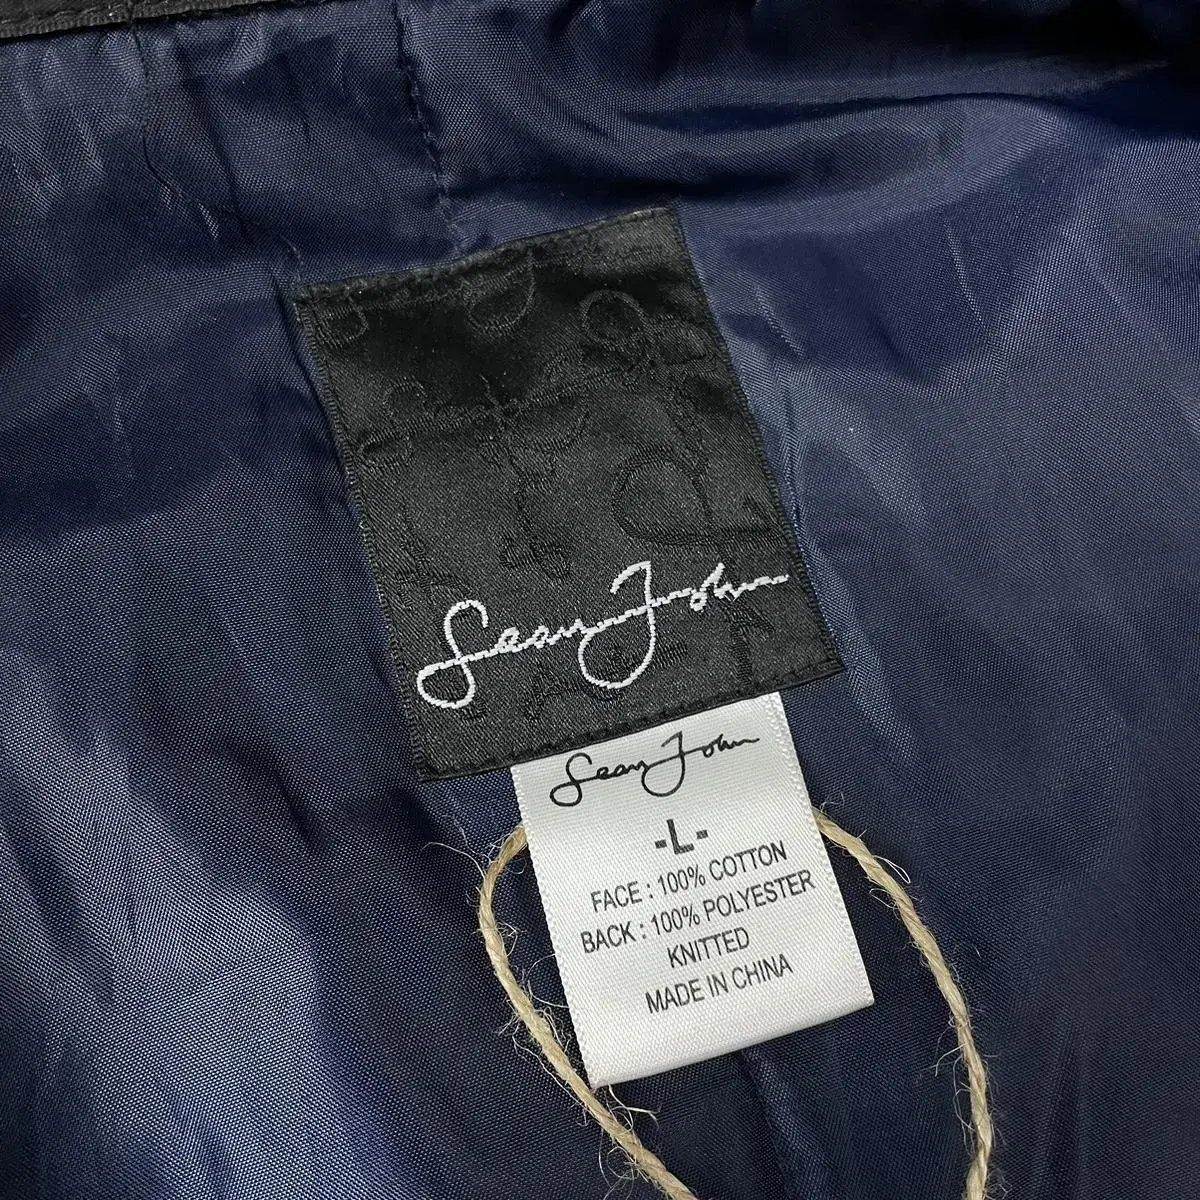 Sean John
Sean John
-L-
FACE : 100% COTTON
BACK : 100% POLYESTER
KNITTED
MADE IN CHINA